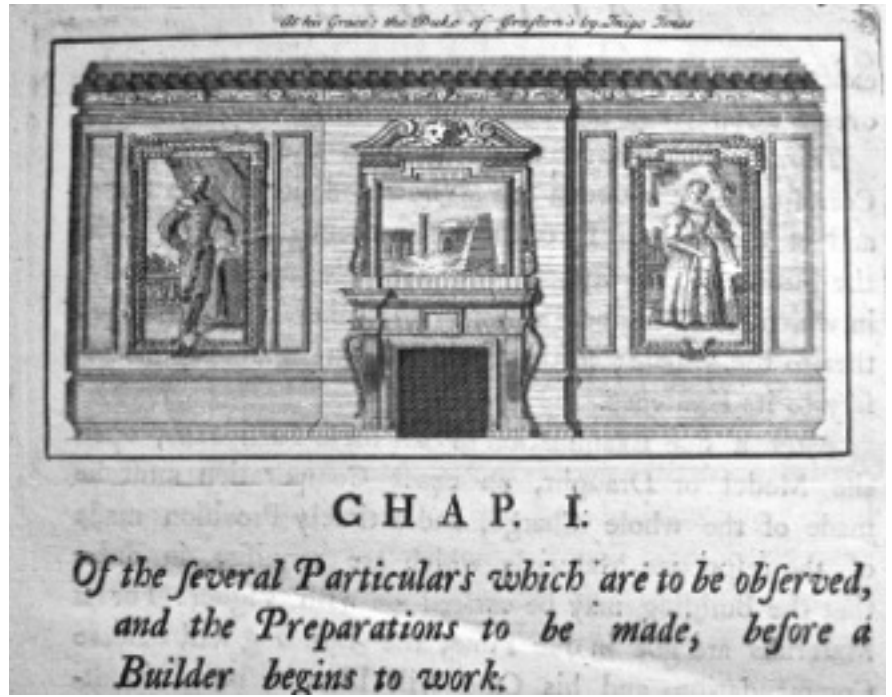 At his Grace's the Duke of Grafton's by Inigo Jones
CHAP. I.
Of the ſeveral Particulars which are to be obſerved,
and the Preparations to be made, before a
Builder begins to work.